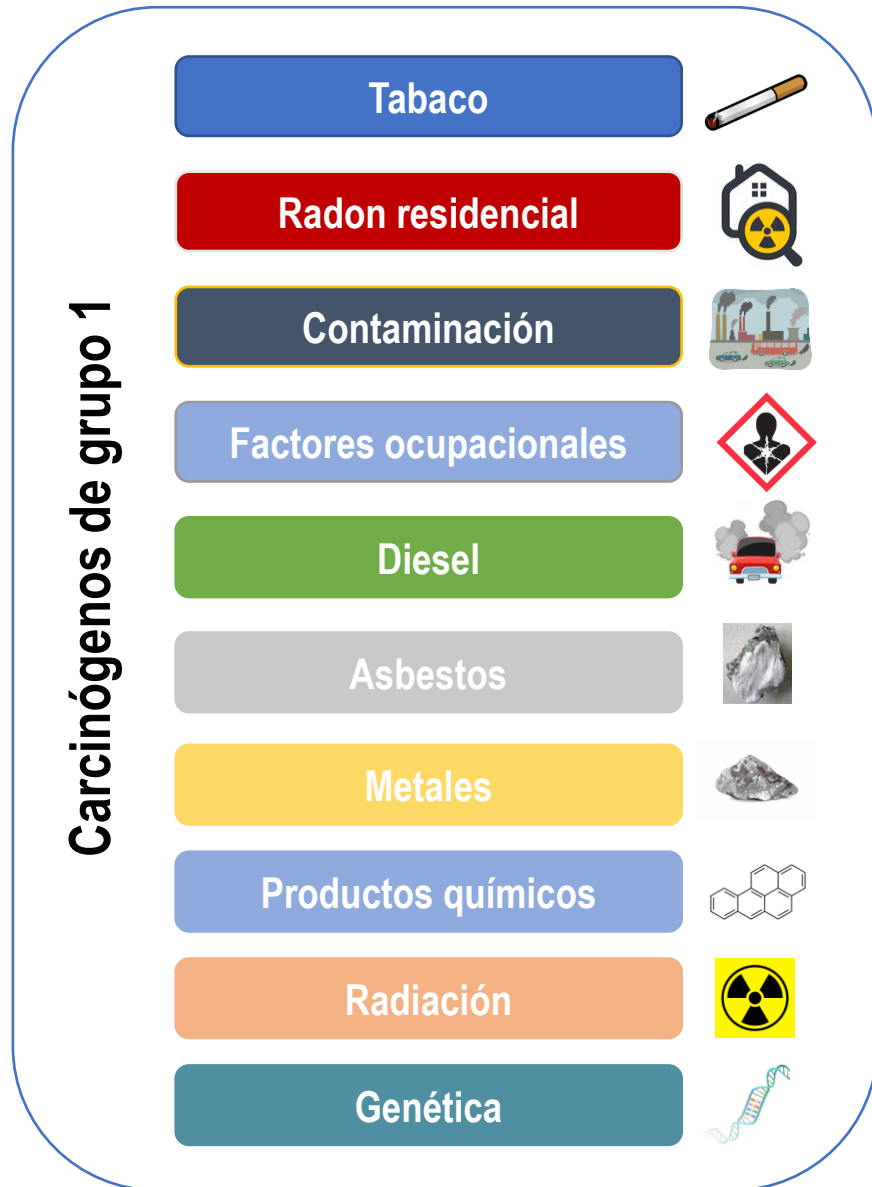 Carcinógenos de grupo 1
Tabaco
Radon residencial
Contaminación
Factores ocupacionales
Diesel
Asbestos
Metales
Productos químicos
Radiación
Genética